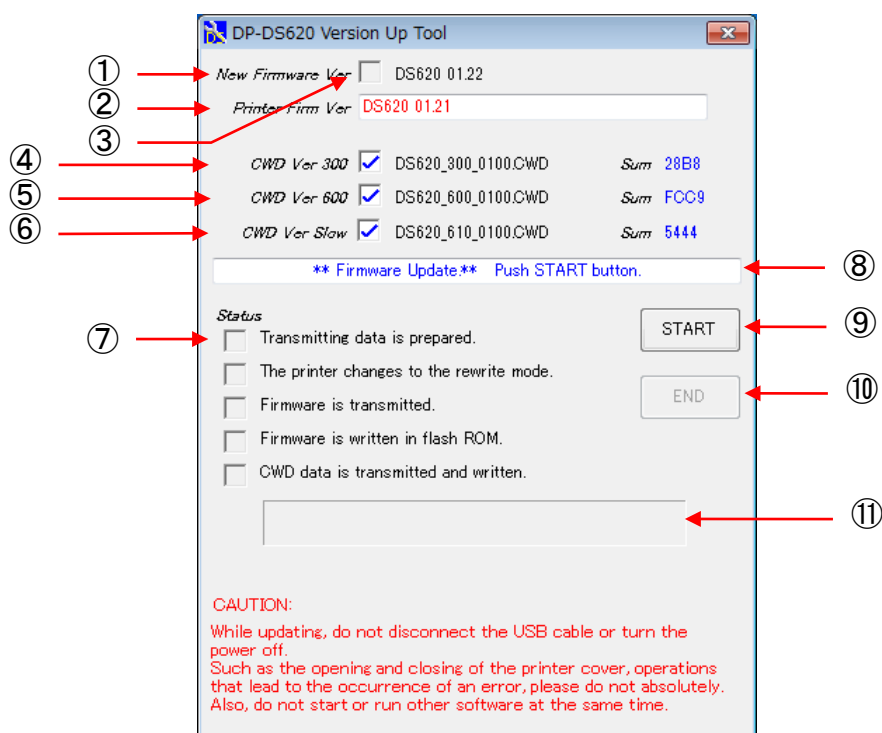 DP-DS620 Version Up Tool
① New Firmware Ver DS620 01.22
② Printer Firm Ver DS620 01.21
③
④ CWD Ver 300 DS620_300_0100.CWD Sum 28B8
⑤ CWD Ver 600 DS620_600_0100.CWD Sum FCC9
⑥ CWD Ver Slow DS620_610_0100.CWD Sum 5444
** Firmware Update.** Push START button. ⑧
Status
⑦ Transmitting data is prepared. START ⑨
The printer changes to the rewrite mode.
Firmware is transmitted. END ⑩
Firmware is written in flash ROM.
CWD data is transmitted and written.
⑪
CAUTION:
While updating, do not disconnect the USB cable or turn the
power off.
Such as the opening and closing of the printer cover, operations
that lead to the occurrence of an error, please do not absolutely.
Also, do not start or run other software at the same time.